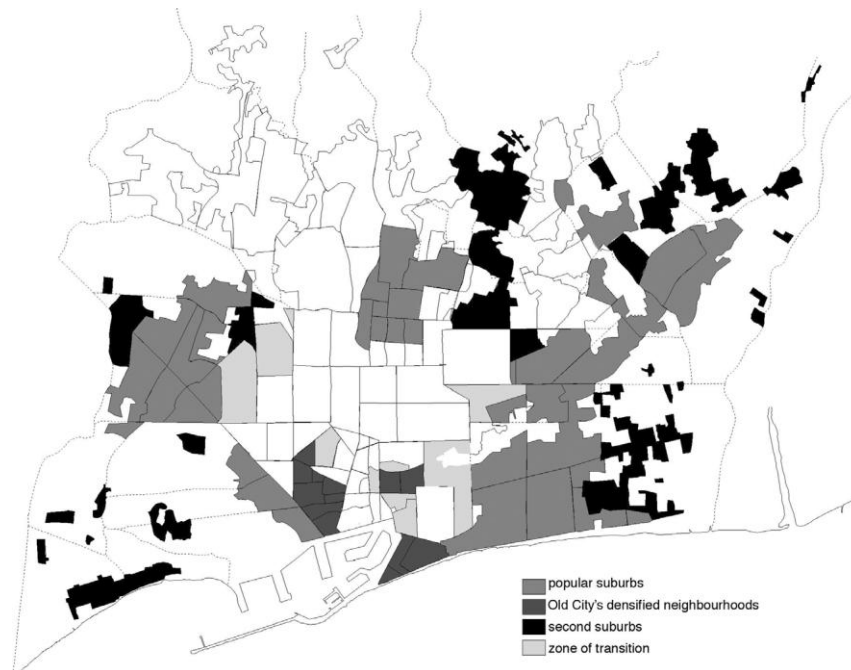 popular suburbs
Old City's densified neighbourhoods
second suburbs
zone of transition